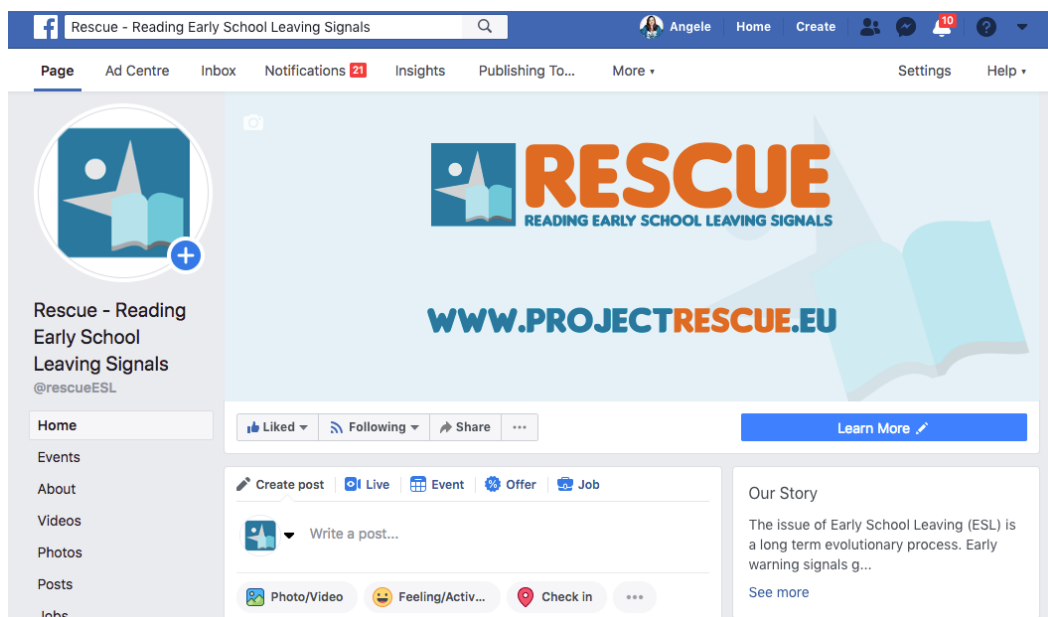 Rescue - Reading Early School Leaving Signals
Angele Home Create 10
Page Ad Centre Inbox Notifications 21 Insights Publishing To... More Settings Help
RESCUE
READING EARLY SCHOOL LEAVING SIGNALS
WWW.PROJECTRESCUE.EU
Rescue - Reading
Early School
Leaving Signals
@rescueESL
Home
Events
About
Videos
Photos
Posts
Jobs
Liked Following Share ...
Learn More
Create post Live Event Offer Job
Write a post...
Photo/Video Feeling/Activ... Check in ...
Our Story
The issue of Early School Leaving (ESL) is
a long term evolutionary process. Early
warning signals g...
See more